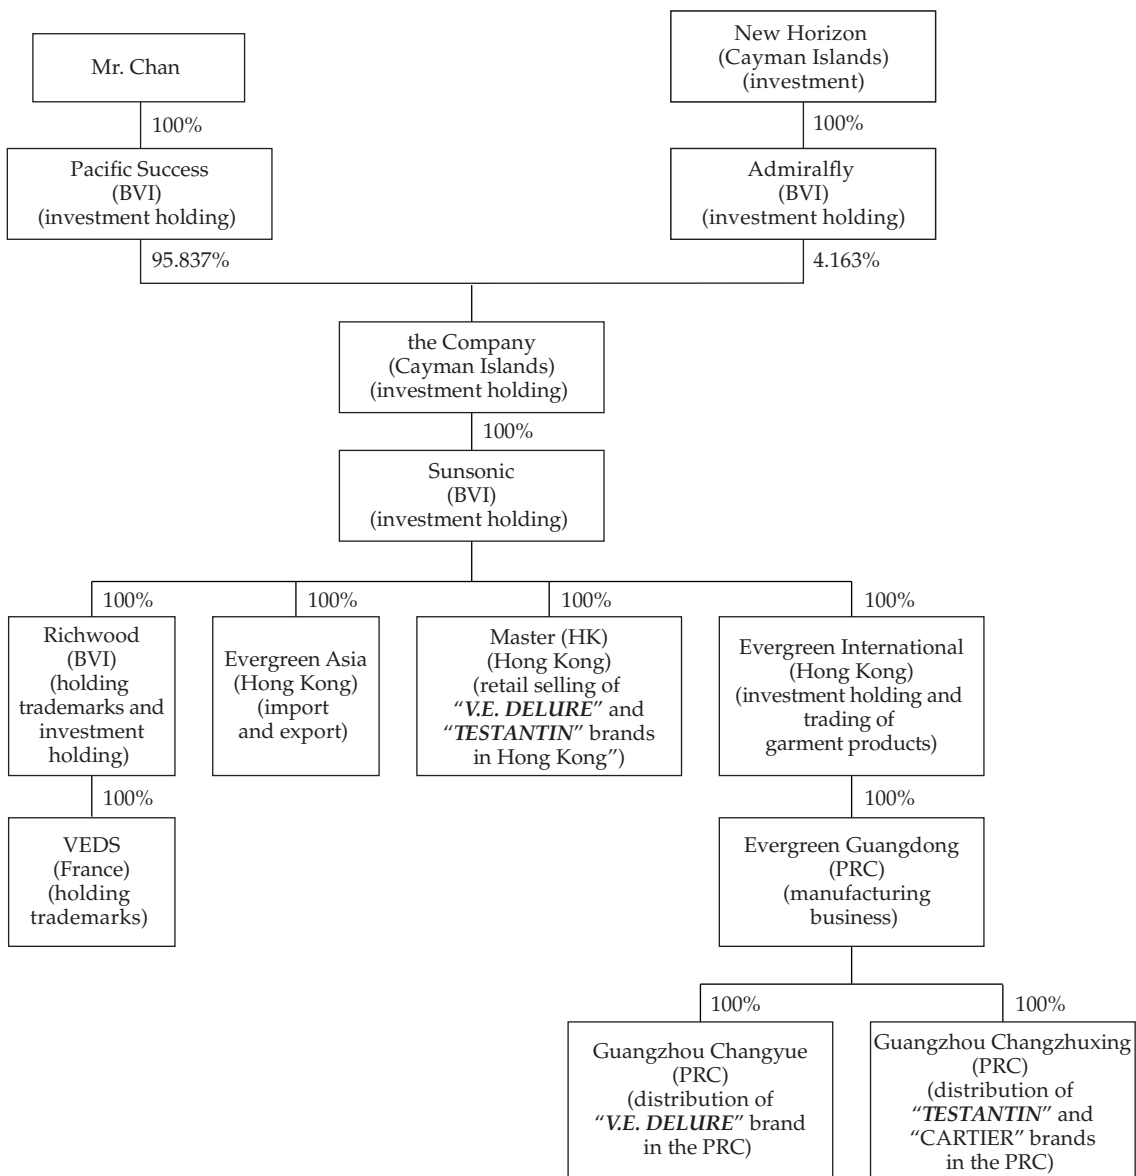 Mr. Chan
New Horizon
(Cayman Islands)
(investment)
100%
100%
Pacific Success
(BVI)
(investment holding)
Admiralfly
(BVI)
(investment holding)
95.837%
4.163%
the Company
(Cayman Islands)
(investment holding)
100%
Sunsonic
(BVI)
(investment holding)
100%
100%
100%
100%
Richwood
(BVI)
(holding
trademarks and
investment
holding)
Evergreen Asia
(Hong Kong)
(import
and export)
Master (HK)
(Hong Kong)
(retail selling of
“V.E. DELURE” and
“TESTANTIN” brands
in Hong Kong”)
Evergreen International
(Hong Kong)
(investment holding and
trading of
garment products)
100%
100%
VEDS
(France)
(holding
trademarks)
Evergreen Guangdong
(PRC)
(manufacturing
business)
100%
100%
Guangzhou Changyue
(PRC)
(distribution of
“V.E. DELURE” brand
in the PRC)
Guangzhou Changzhuxing
(PRC)
(distribution of
“TESTANTIN” and
“CARTIER” brands
in the PRC)